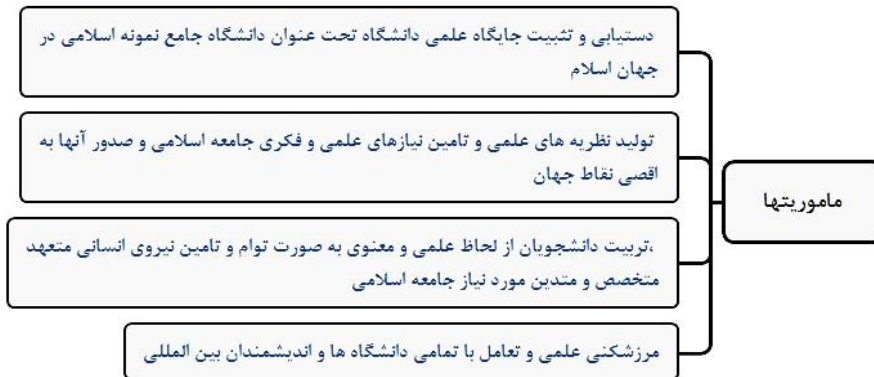 ماموریتها
دستیابی و تثبیت جایگاه علمی دانشگاه تحت عنوان دانشگاه جامع نمونه اسلامی در
جهان اسلام
تولید نظریه های علمی و تامین نیازهای علمی و فکری جامعه اسلامی و صدور آنها به
اقصی نقاط جهان
،تربیت دانشجویان از لحاظ علمی و معنوی به صورت توام و تامین نیروی انسانی متعهد
متخصص و متدین مورد نیاز جامعه اسلامی
مرزشکنی علمی و تعامل با تمامی دانشگاه ها و اندیشمندان بین المللی